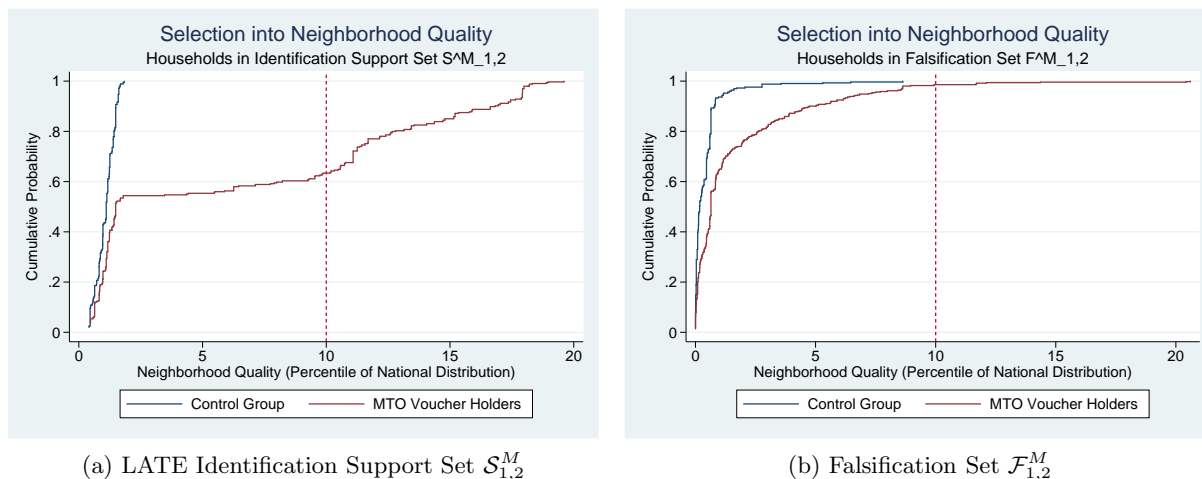 Selection into Neighborhood Quality
Households in Identification Support Set S^M_1,2
Cumulative Probability
1
.8
.6
.4
.2
0
0 5 10 15 20
Neighborhood Quality (Percentile of National Distribution)
Control Group MTO Voucher Holders
(a) LATE Identification Support Set $\mathcal{S}_{1,2}^{M}$
Selection into Neighborhood Quality
Households in Falsification Set F^M_1,2
Cumulative Probability
1
.8
.6
.4
.2
0
0 5 10 15 20
Neighborhood Quality (Percentile of National Distribution)
Control Group MTO Voucher Holders
(b) Falsification Set $\mathcal{F}_{1,2}^{M}$